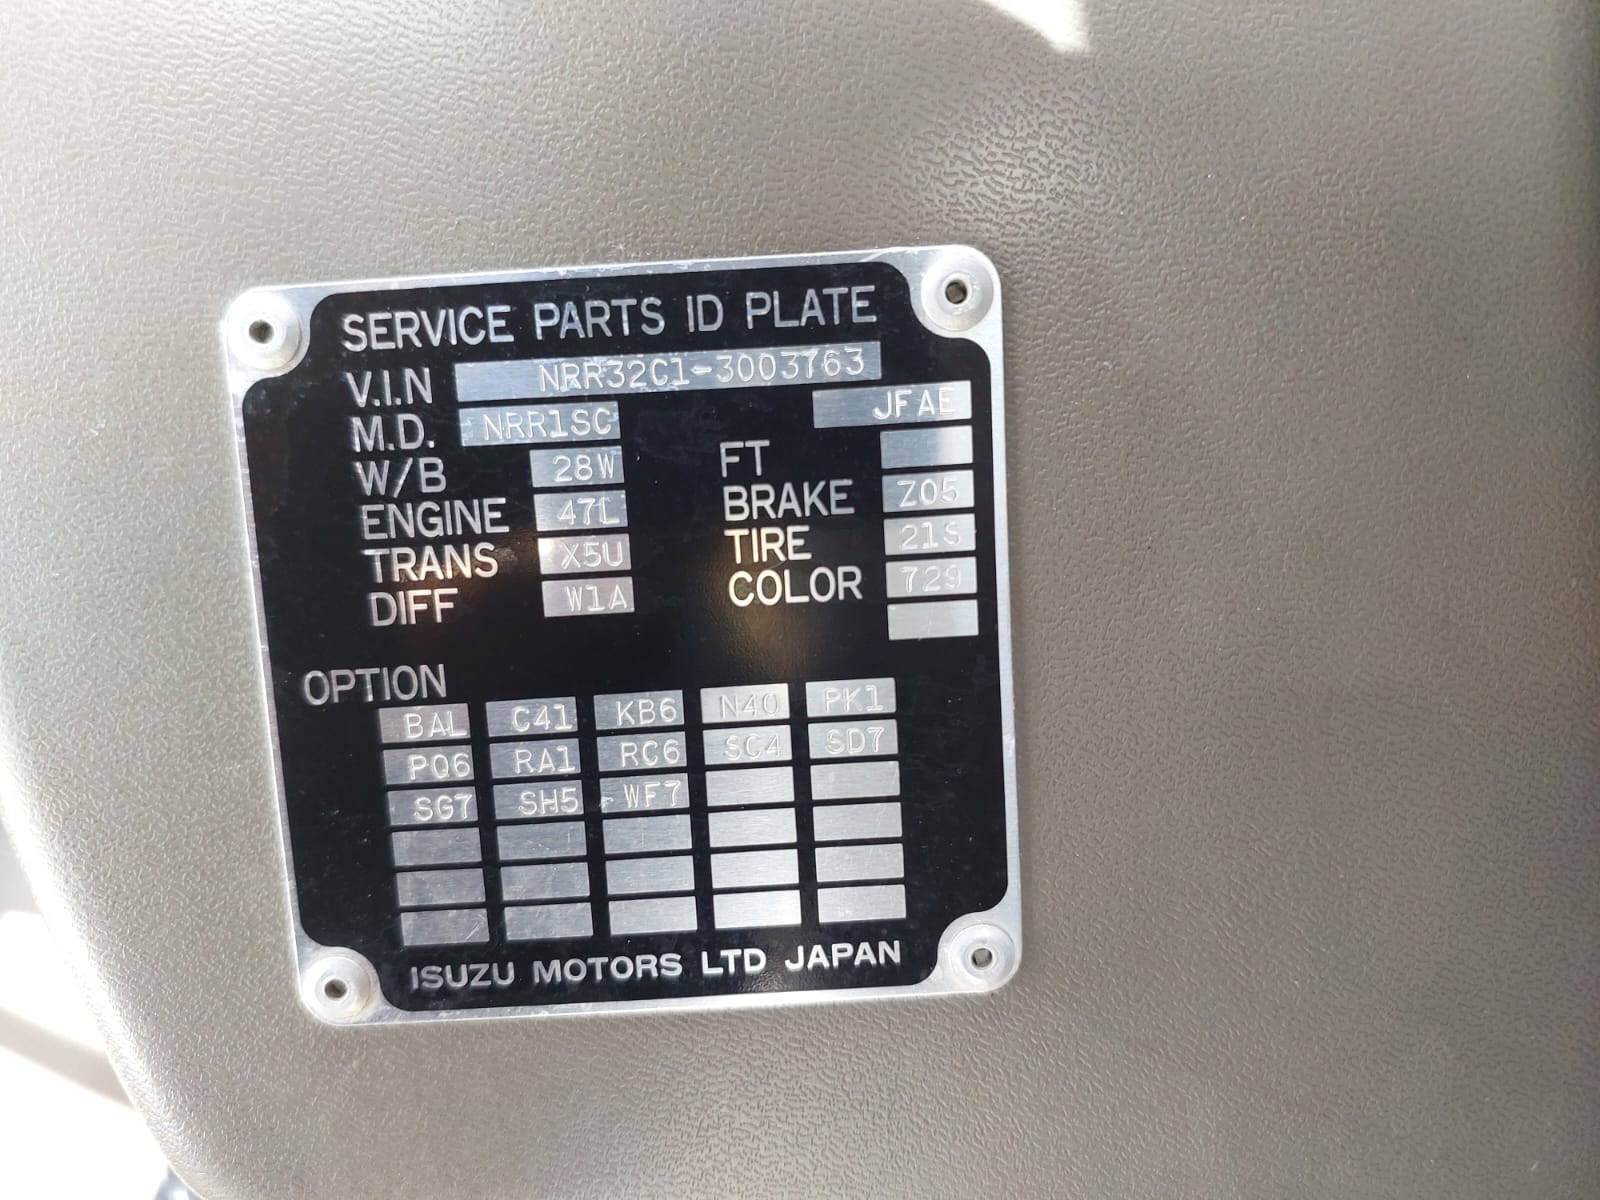 SERVICE PARTS ID PLATE
V.I.N NRR32C1-3003763
M.D. NRR1SC JFAE
W/B 28W FT
ENGINE 47L BRAKE Z05
TRANS X5U TIRE 21S
DIFF W1A COLOR 729
OPTION
BAL C41 KB6 N40 PK1
PQ6 RA1 RC6 SC4 SD7
SG7 SH5 WF7
ISUZU MOTORS LTD JAPAN